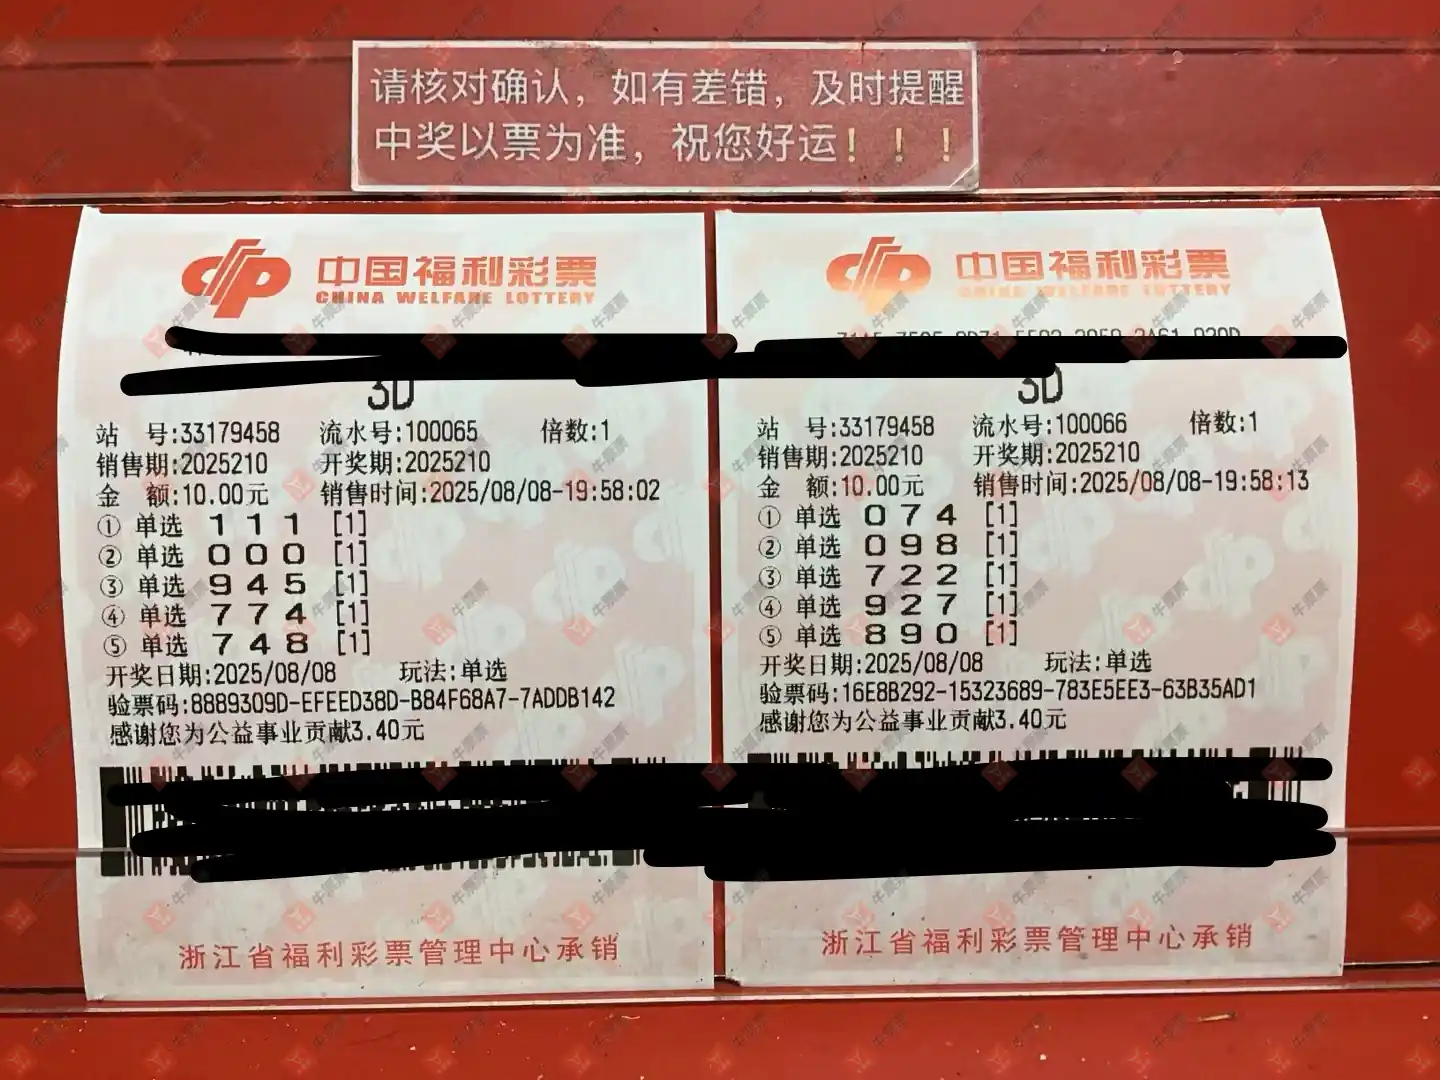 请核对确认，如有差错，及时提醒
中奖以票为准，祝您好运！！！
中国福利彩票
CHINA WELFARE LOTTERY
3D
站 号:33179458 流水号:100065 倍数:1
销售期:2025210 开奖期:2025210
金 额:10.00元 销售时间:2025/08/08-19:58:02
① 单选 1 1 1 [1]
② 单选 0 0 0 [1]
③ 单选 9 4 5 [1]
④ 单选 7 7 4 [1]
⑤ 单选 7 4 8 [1]
开奖日期:2025/08/08 玩法:单选
验票码:8889309D-EFEED38D-B84F68A7-7ADDB142
感谢您为公益事业贡献3.40元
浙江省福利彩票管理中心承销
中国福利彩票
CHINA WELFARE LOTTERY
3D
站 号:33179458 流水号:100066 倍数:1
销售期:2025210 开奖期:2025210
金 额:10.00元 销售时间:2025/08/08-19:58:13
① 单选 0 7 4 [1]
② 单选 0 9 8 [1]
③ 单选 7 2 2 [1]
④ 单选 9 2 7 [1]
⑤ 单选 8 9 0 [1]
开奖日期:2025/08/08 玩法:单选
验票码:16E8B292-15323689-783E5EE3-63B35AD1
感谢您为公益事业贡献3.40元
浙江省福利彩票管理中心承销